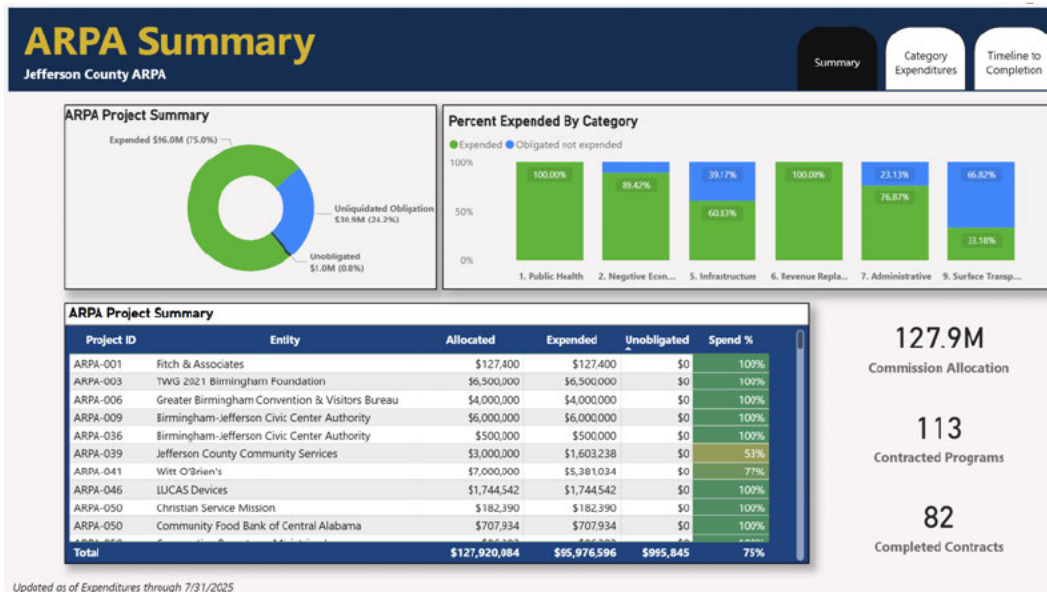 ARPA Summary
Jefferson County ARPA
Summary
Category
Expenditures
Timeline to
Completion
ARPA Project Summary
Expended $96.0M (75.0%)
Unliquidated Obligation
$30.9M (24.2%)
Unobligated
$1.0M (0.8%)
Percent Expended By Category
Expended Obligated not expended
100%
50%
0%
100.00%
89.42%
39.17%
60.83%
100.00%
23.13%
76.87%
66.82%
33.18%
1. Public Health 2. Negative Econ... 5. Infrastructure 6. Revenue Repla... 7. Administrative 9. Surface Transp...
ARPA Project Summary
Project ID Entity Allocated Expended Unobligated Spend %
ARPA-001 Fitch & Associates $127,400 $127,400 $0 100%
ARPA-003 TWG 2021 Birmingham Foundation $6,500,000 $6,500,000 $0 100%
ARPA-006 Greater Birmingham Convention & Visitors Bureau $4,000,000 $4,000,000 $0 100%
ARPA-009 Birmingham-Jefferson Civic Center Authority $6,000,000 $6,000,000 $0 100%
ARPA-036 Birmingham-Jefferson Civic Center Authority $500,000 $500,000 $0 100%
ARPA-039 Jefferson County Community Services $3,000,000 $1,603,238 $0 53%
ARPA-041 Witt O'Brien's $7,000,000 $5,381,034 $0 77%
ARPA-046 LUCAS Devices $1,744,542 $1,744,542 $0 100%
ARPA-050 Christian Service Mission $182,390 $182,390 $0 100%
ARPA-050 Community Food Bank of Central Alabama $707,934 $707,934 $0 100%
Total $127,920,084 $95,976,596 $995,845 75%
127.9M
Commission Allocation
113
Contracted Programs
82
Completed Contracts
Updated as of Expenditures through 7/31/2025